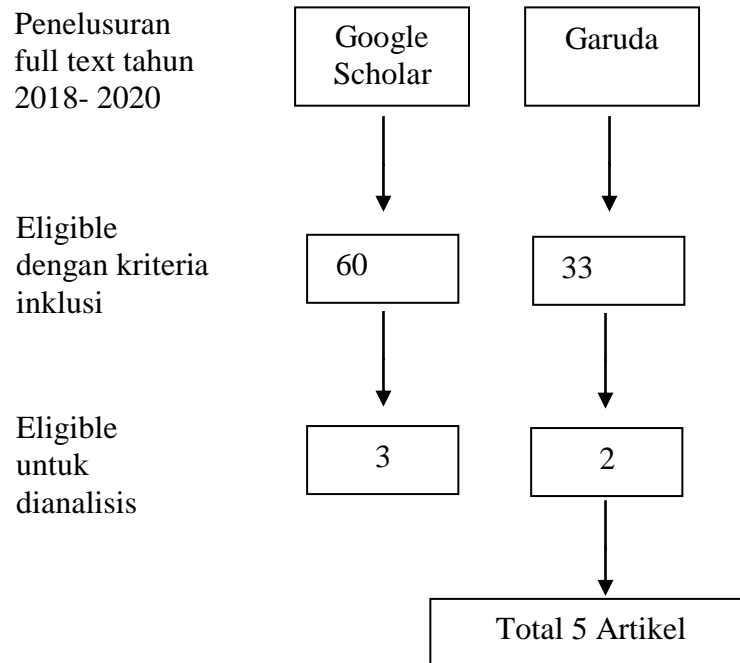 Penelusuran
full text tahun
2018- 2020
Google
Scholar
Garuda
Eligible
dengan kriteria
inklusi
60
33
Eligible
untuk
dianalisis
3
2
Total 5 Artikel